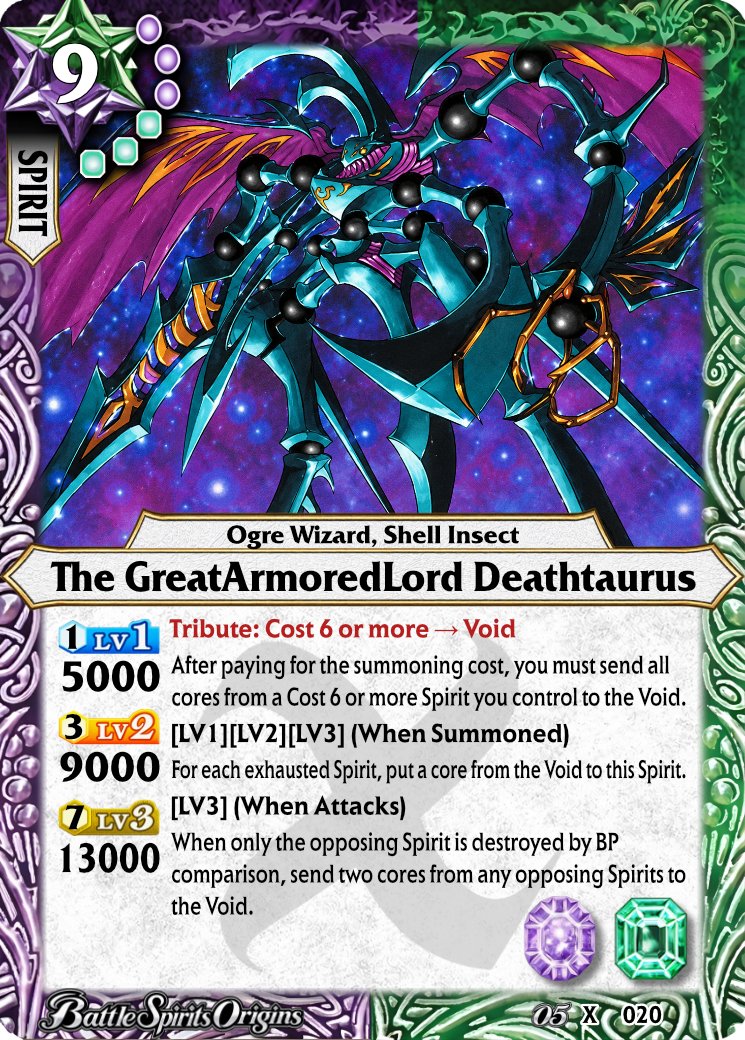 9
SPIRIT
Ogre Wizard, Shell Insect
The GreatArmoredLord Deathtaurus
1 LV1
5000
3 LV2
9000
7 LV3
13000
Tribute: Cost 6 or more → Void
After paying for the summoning cost, you must send all
cores from a Cost 6 or more Spirit you control to the Void.
[LV1][LV2][LV3] (When Summoned)
For each exhausted Spirit, put a core from the Void to this Spirit.
[LV3] (When Attacks)
When only the opposing Spirit is destroyed by BP
comparison, send two cores from any opposing Spirits to
the Void.
Battle Spirits Origins
05 X 020